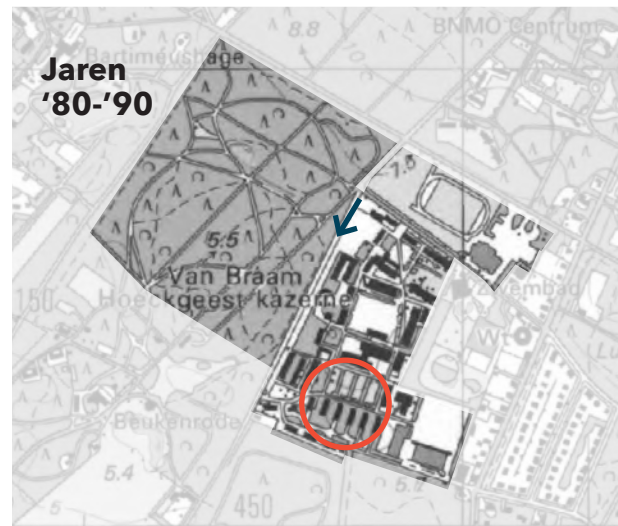 8.8
BNMO Centrum
Bartiméushage
Jaren
‘80-’90
7.5
5.5
Van Braam
Hoeckgeest kazerne
150
Zwembad
W
Beukenrode
5.4
5
450